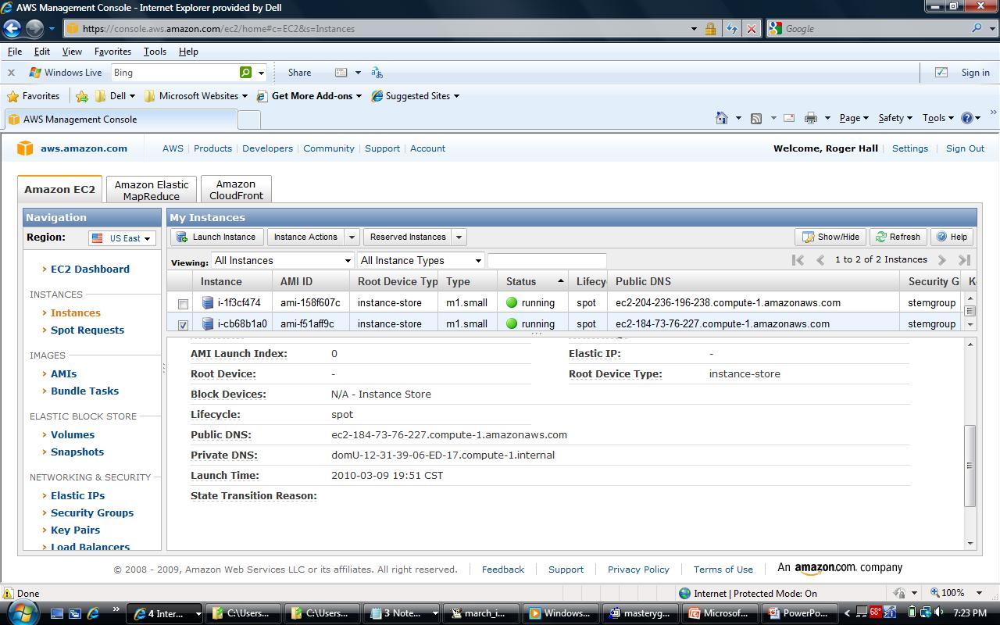 AWS Management Console - Internet Explorer provided by Dell
https://console.aws.amazon.com/ec2/home#c=EC2&s=Instances
Google
File Edit View Favorites Tools Help
x Windows Live Bing Share Sign in
Favorites Dell Microsoft Websites Get More Add-ons Suggested Sites
AWS Management Console Page Safety Tools
aws.amazon.com AWS | Products | Developers | Community | Support | Account Welcome, Roger Hall | Settings | Sign Out
Amazon EC2
Amazon Elastic MapReduce
Amazon CloudFront
Navigation
Region: US East
EC2 Dashboard
INSTANCES
Instances
Spot Requests
IMAGES
AMIs
Bundle Tasks
ELASTIC BLOCK STORE
Volumes
Snapshots
NETWORKING & SECURITY
Elastic IPs
Security Groups
Key Pairs
Load Balancers
My Instances
Launch Instance Instance Actions Reserved Instances Show/Hide Refresh Help
Viewing: All Instances All Instance Types 1 to 2 of 2 Instances
Instance AMI ID Root Device Typ Type Status Lifecy Public DNS Security G K
i-1f3cf474 ami-158f607c instance-store m1.small running spot ec2-204-236-196-238.compute-1.amazonaws.com stemgroup
i-cb68b1a0 ami-f51aff9c instance-store m1.small running spot ec2-184-73-76-227.compute-1.amazonaws.com stemgroup
AMI Launch Index: 0 Elastic IP: -
Root Device: - Root Device Type: instance-store
Block Devices: N/A - Instance Store
Lifecycle: spot
Public DNS: ec2-184-73-76-227.compute-1.amazonaws.com
Private DNS: domU-12-31-39-06-ED-17.compute-1.internal
Launch Time: 2010-03-09 19:51 CST
State Transition Reason:
© 2008 - 2009, Amazon Web Services LLC or its affiliates. All right reserved. | Feedback | Support | Privacy Policy | Terms of Use An amazon.com. company
Done Internet | Protected Mode: On 100%
4 Inter... C:\Users... C:\Users... 3 Note... march_i... Windows... masteryg... Microsof... PowerPo... 68° 7:23 PM